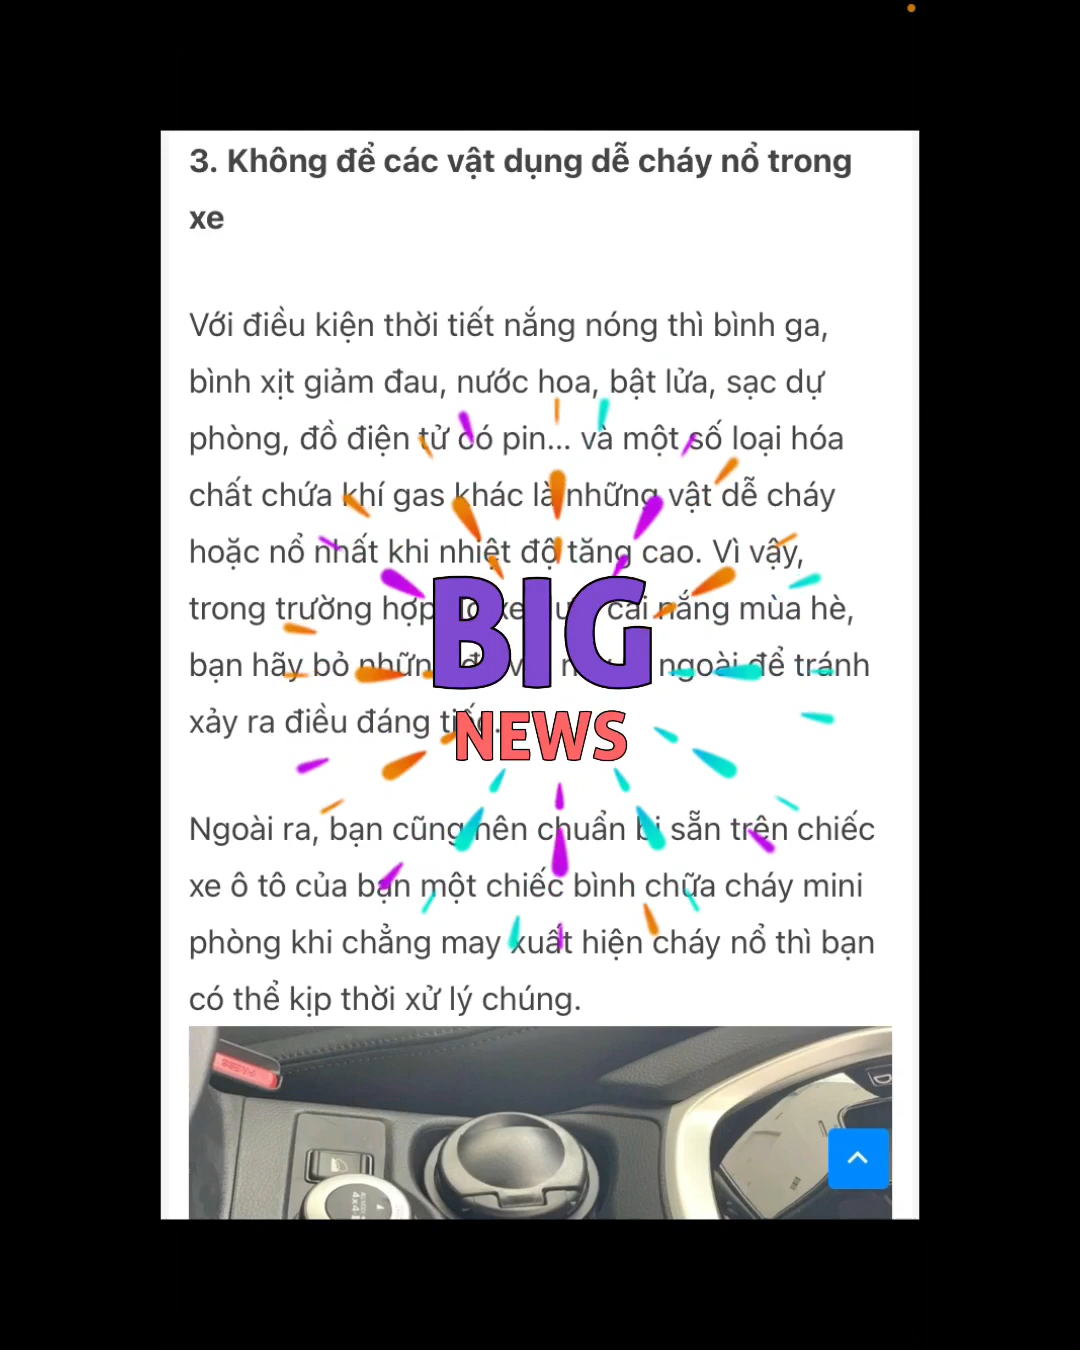 3. Không để các vật dụng dễ cháy nổ trong
xe
Với điều kiện thời tiết nắng nóng thì bình ga,
bình xịt giảm đau, nước hoa, bật lửa, sạc dự
phòng, đồ điện tử có pin... và một số loại hóa
chất chứa khí gas khác là những vật dễ cháy
hoặc nổ nhất khi nhiệt độ tăng cao. Vì vậy,
trong trường hợp xe cái nắng mùa hè,
bạn hãy bỏ những ngoài để tránh
xảy ra điều đáng tiếc.
BIG
NEWS
Ngoài ra, bạn cũng nên chuẩn bị sẵn trên chiếc
xe ô tô của bạn một chiếc bình chữa cháy mini
phòng khi chẳng may xuất hiện cháy nổ thì bạn
có thể kịp thời xử lý chúng.